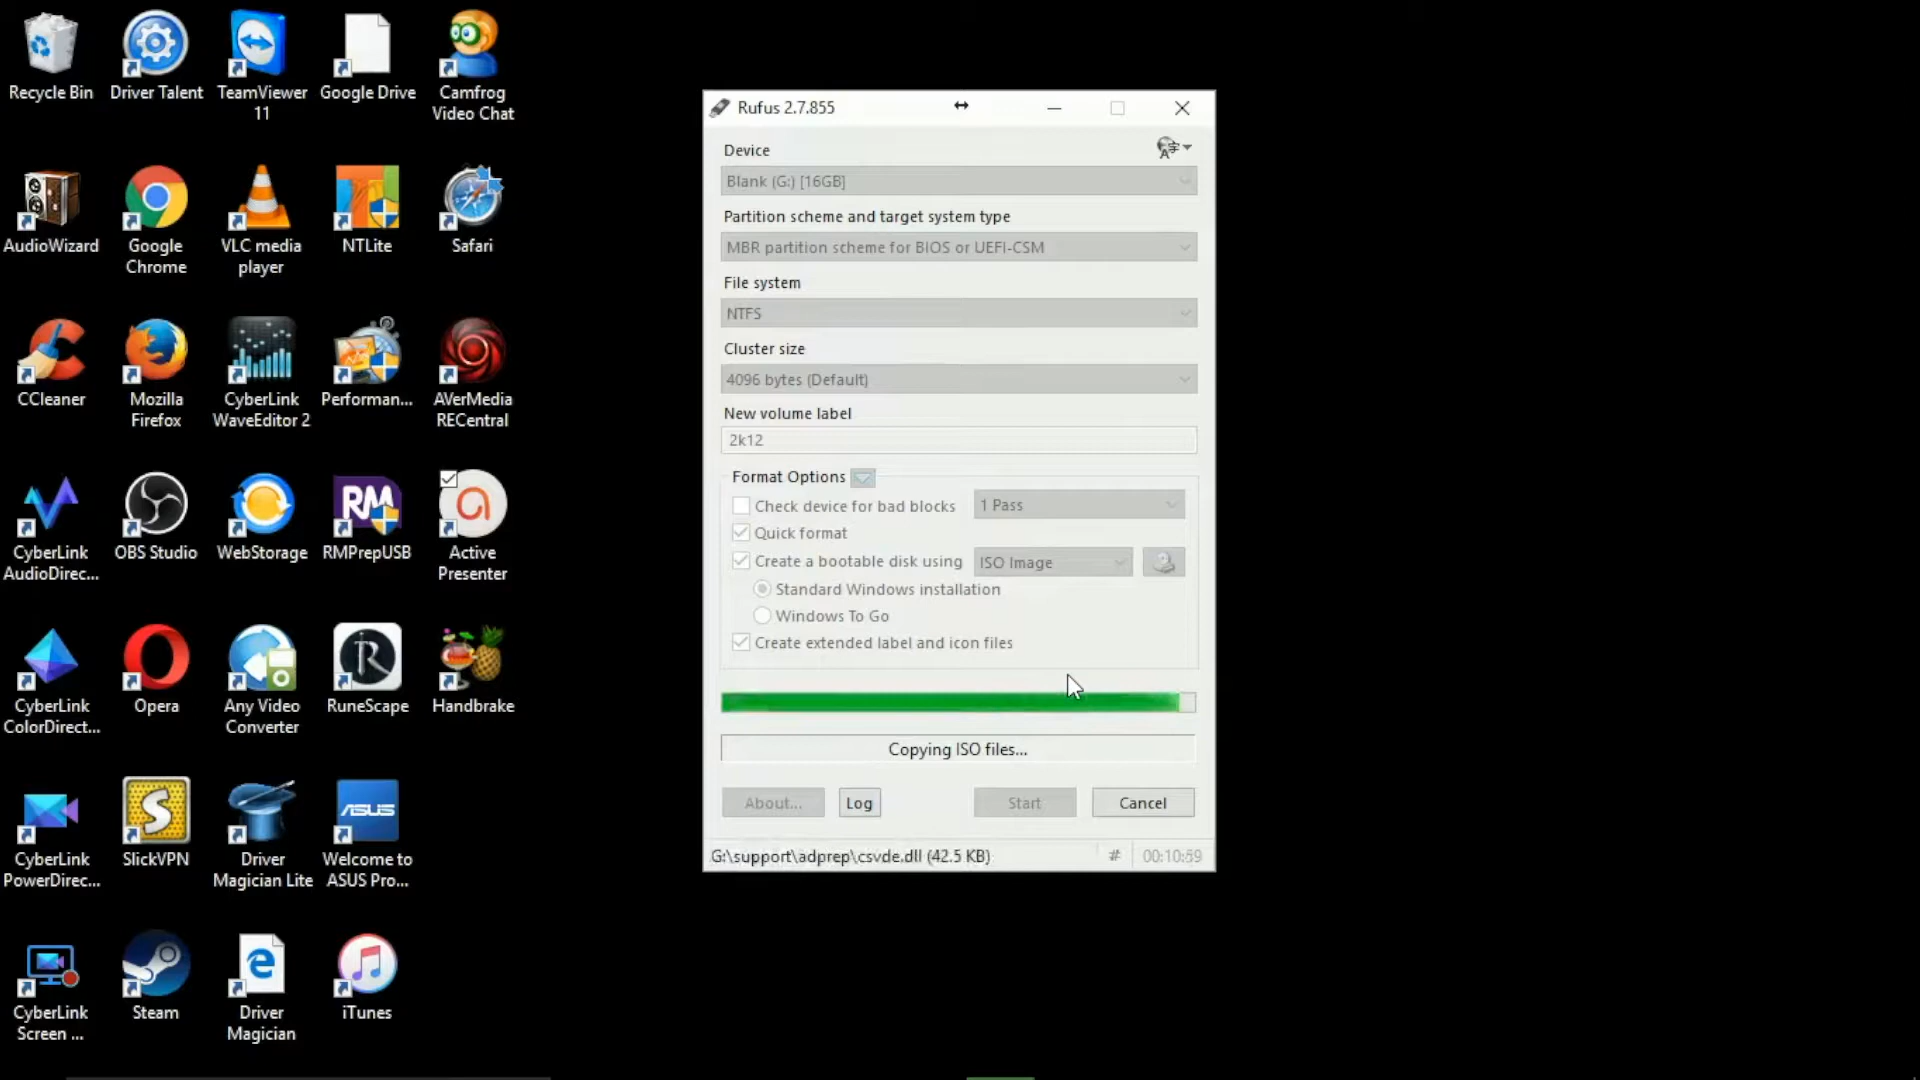 Recycle Bin
Driver Talent
TeamViewer
11
Google Drive
Camfrog
Video Chat
AudioWizard
Google
Chrome
VLC media
player
NTLite
Safari
CCleaner
Mozilla
Firefox
CyberLink
WaveEditor 2
Performan...
AVerMedia
RECentral
CyberLink
AudioDirec...
OBS Studio
WebStorage
RM
RMPrepUSB
Active
Presenter
CyberLink
ColorDirect...
Opera
Any Video
Converter
RuneScape
Handbrake
CyberLink
PowerDirec...
SlickVPN
Driver
Magician Lite
ASUS
Welcome to
ASUS Pro...
CyberLink
Screen ...
Steam
Driver
Magician
iTunes
Rufus 2.7.855
Device
Blank (G:) [16GB]
Partition scheme and target system type
MBR partition scheme for BIOS or UEFI-CSM
File system
NTFS
Cluster size
4096 bytes (Default)
New volume label
2k12
Format Options
Check device for bad blocks
1 Pass
Quick format
Create a bootable disk using
ISO Image
Standard Windows installation
Windows To Go
Create extended label and icon files
Copying ISO files...
About...
Log
Start
Cancel
G:\support\adprep\csvde.dll (42.5 KB)
#
00:10:59